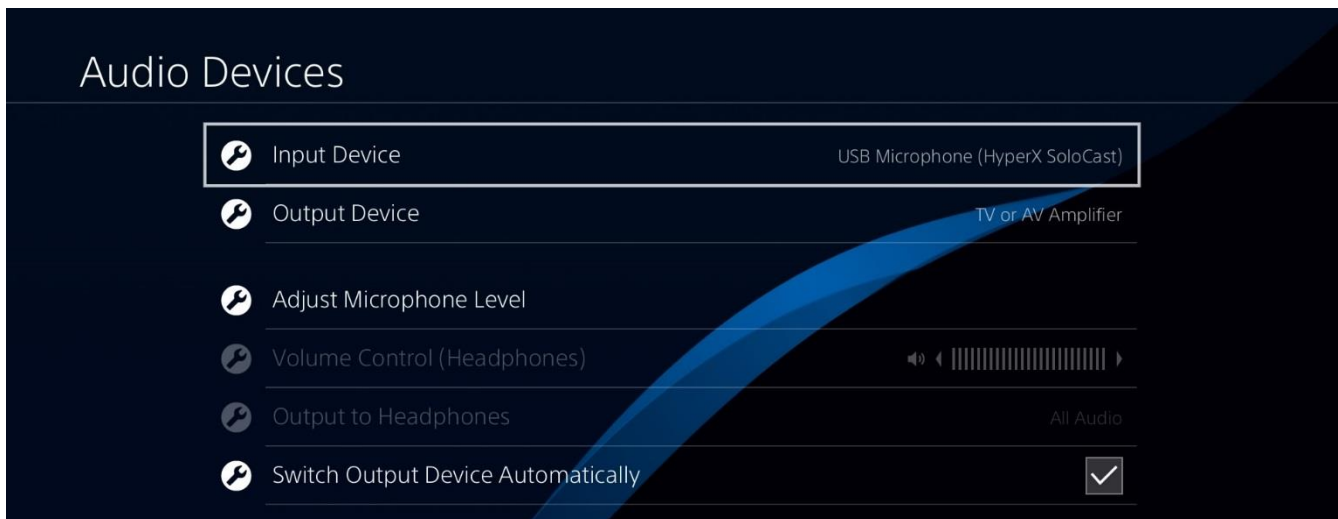 Audio Devices
Input Device USB Microphone (HyperX SoloCast)
Output Device TV or AV Amplifier
Adjust Microphone Level
Volume Control (Headphones)
Output to Headphones All Audio
Switch Output Device Automatically